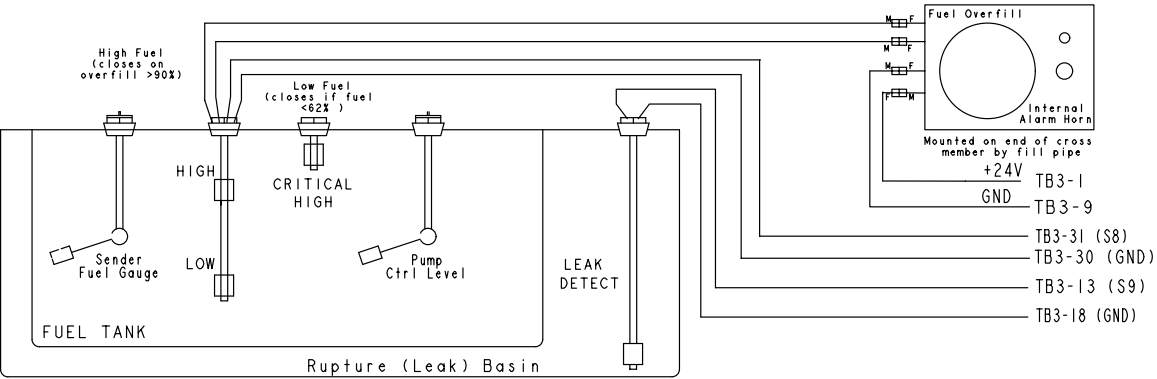 M F
Fuel Overfill
M F
High Fuel
(closes on
overfill >90%)
M F
Low Fuel
(closes if fuel
<62% )
F M
Internal
Alarm Horn
Mounted on end of cross
member by fill pipe
HIGH
+24V TB3-1
CRITICAL
HIGH
GND TB3-9
TB3-31 (S8)
Sender
Fuel Gauge
LOW
Pump
Ctrl Level
LEAK
DETECT
TB3-30 (GND)
TB3-13 (S9)
TB3-18 (GND)
FUEL TANK
Rupture (Leak) Basin